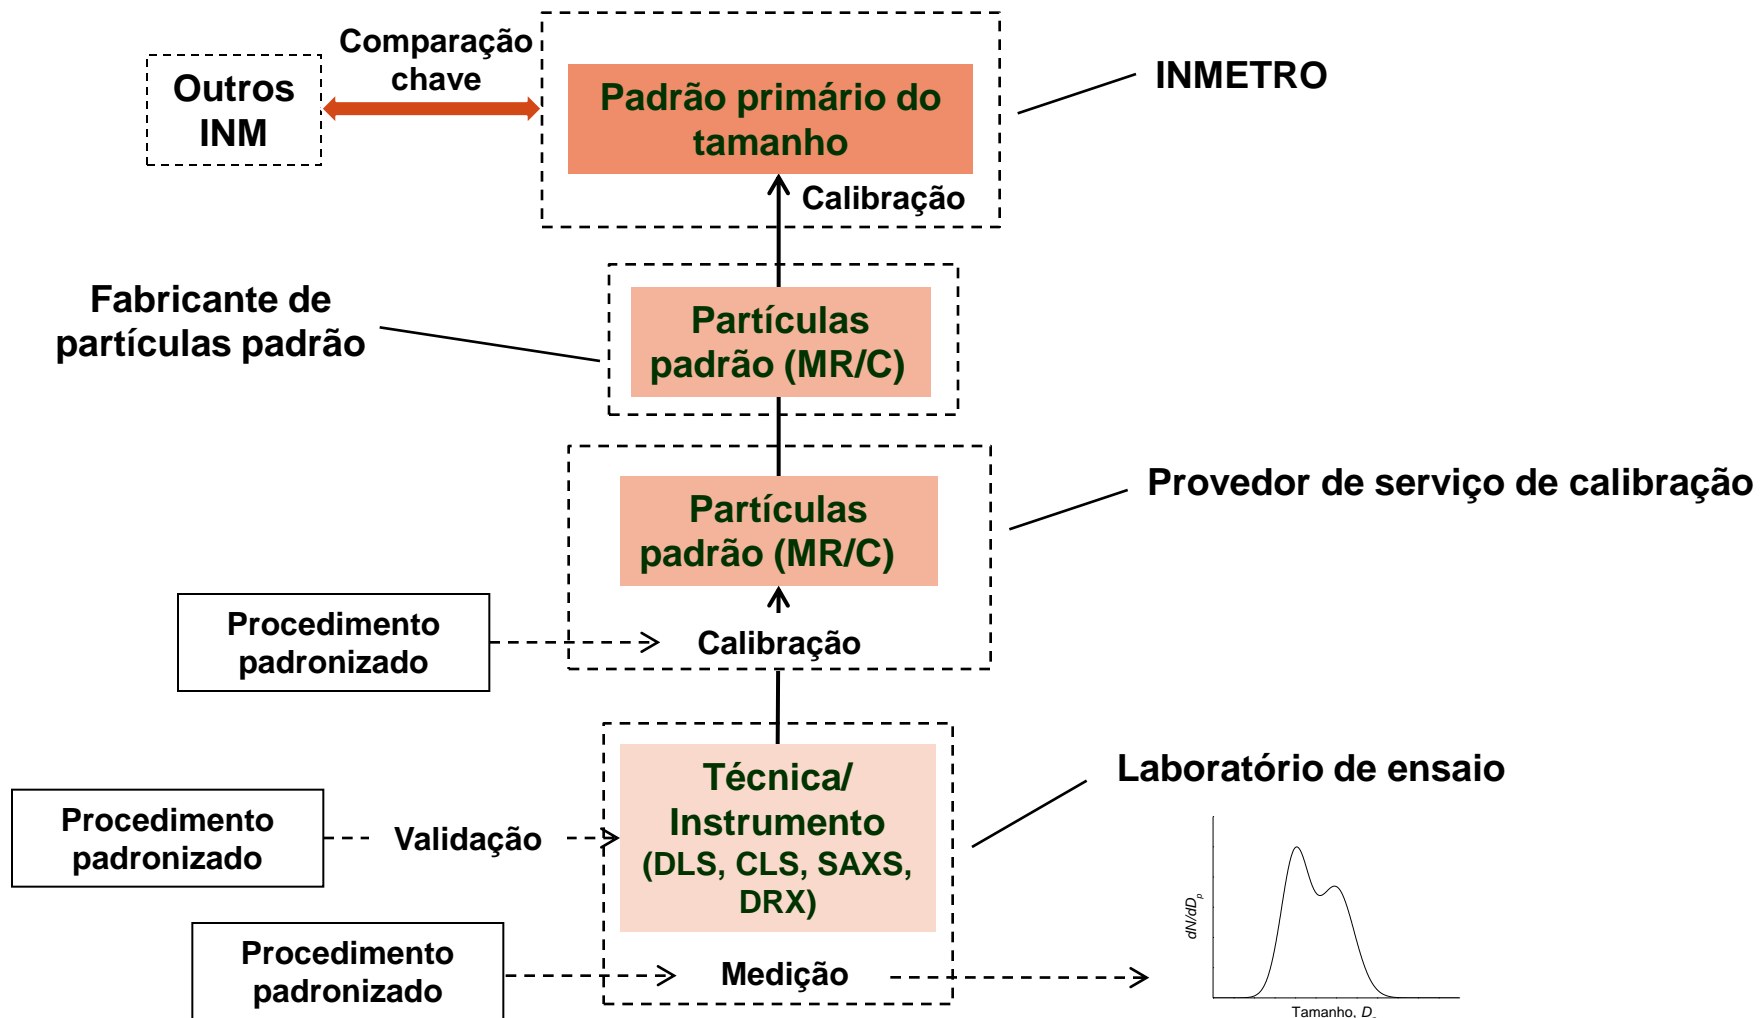 Comparação
chave
Outros
INM
Padrão primário do
tamanho
INMETRO
Calibração
Fabricante de
partículas padrão
Partículas
padrão (MR/C)
Partículas
padrão (MR/C)
Provedor de serviço de calibração
Procedimento
padronizado
Calibração
Técnica/
Instrumento
(DLS, CLS, SAXS,
DRX)
Laboratório de ensaio
Procedimento
padronizado
Validação
Procedimento
padronizado
Medição
dN/dDp
Tamanho, D